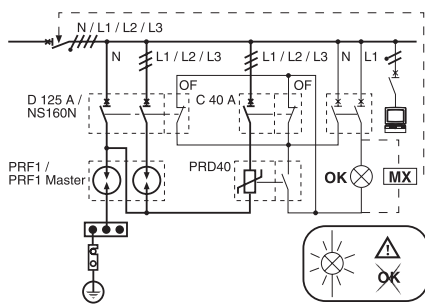 N / L1 / L2 / L3
N
L1 / L2 / L3
L1 / L2 / L3
N
L1
OF
OF
D 125 A /
NS160N
C 40 A
PRF1 /
PRF1 Master
PRD40
OK
MX
OK